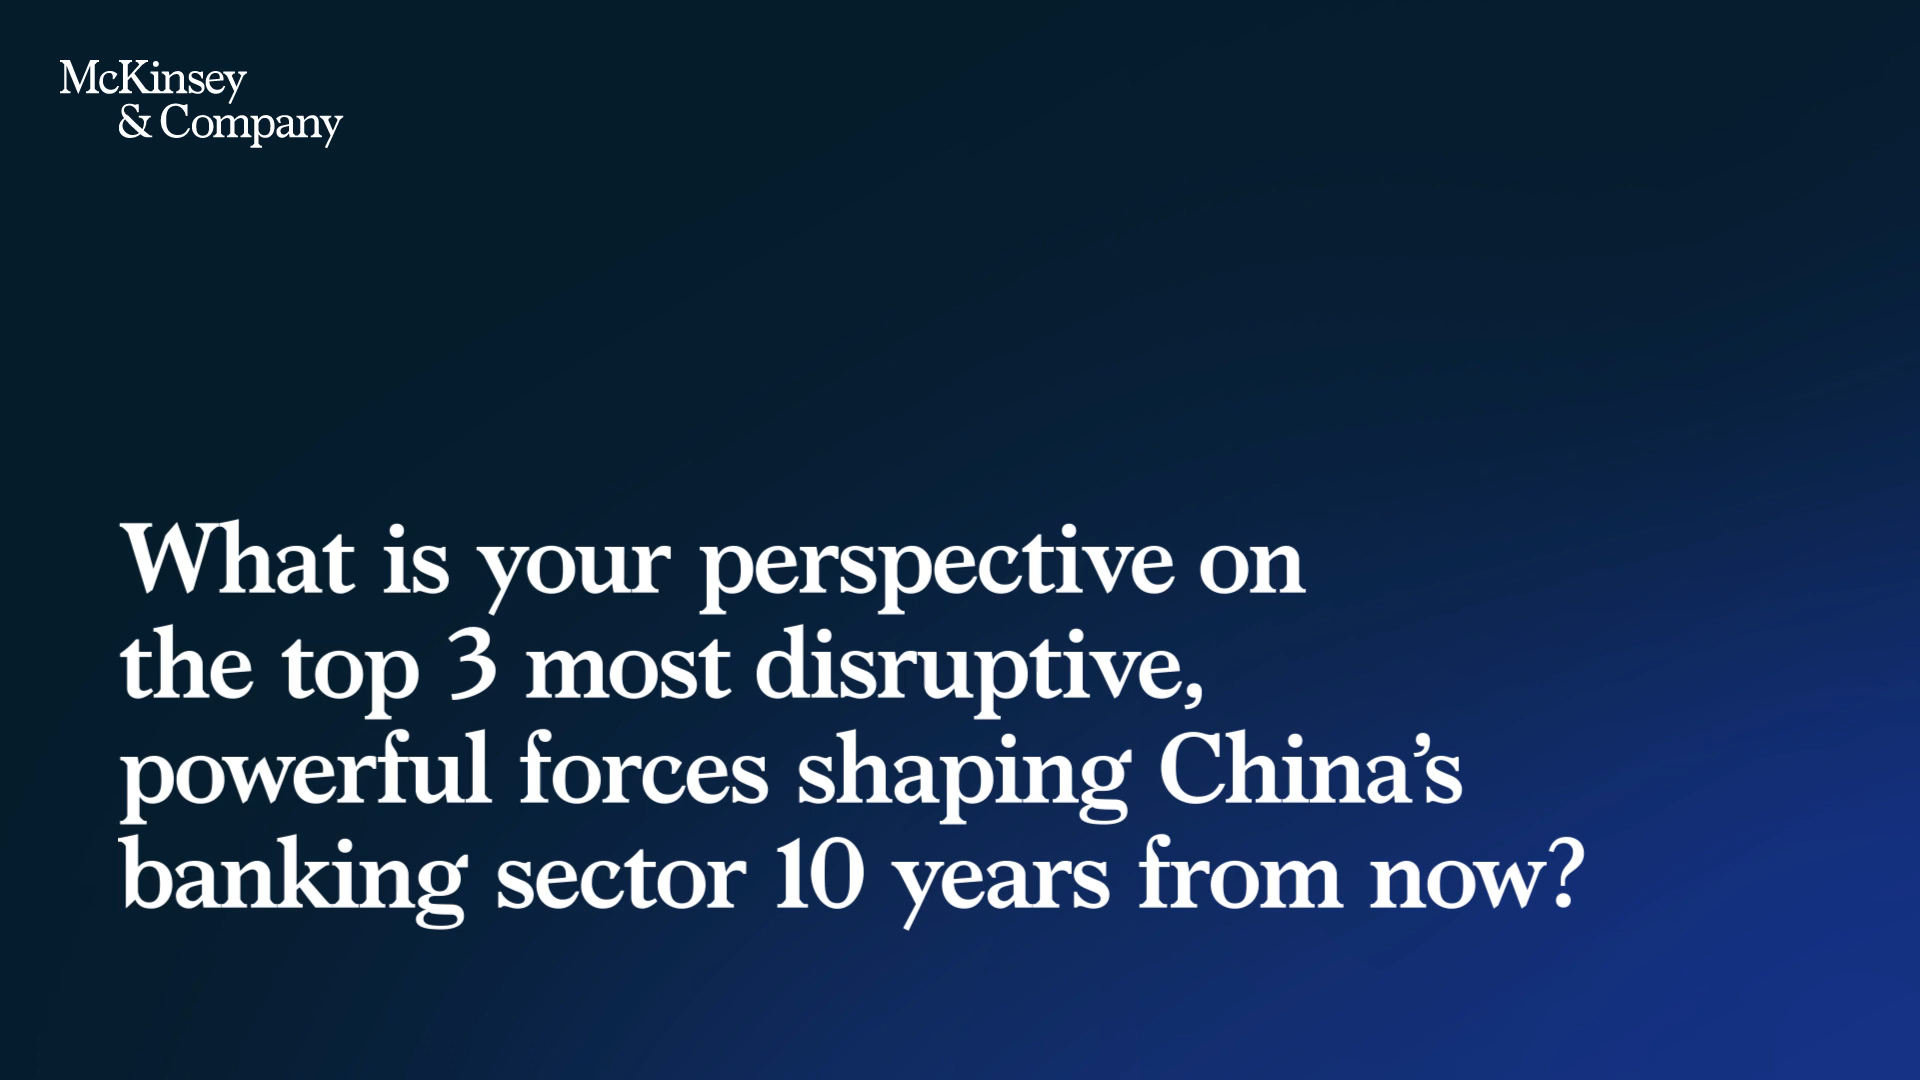 McKinsey
& Company
What is your perspective on
the top 3 most disruptive,
powerful forces shaping China’s
banking sector 10 years from now?